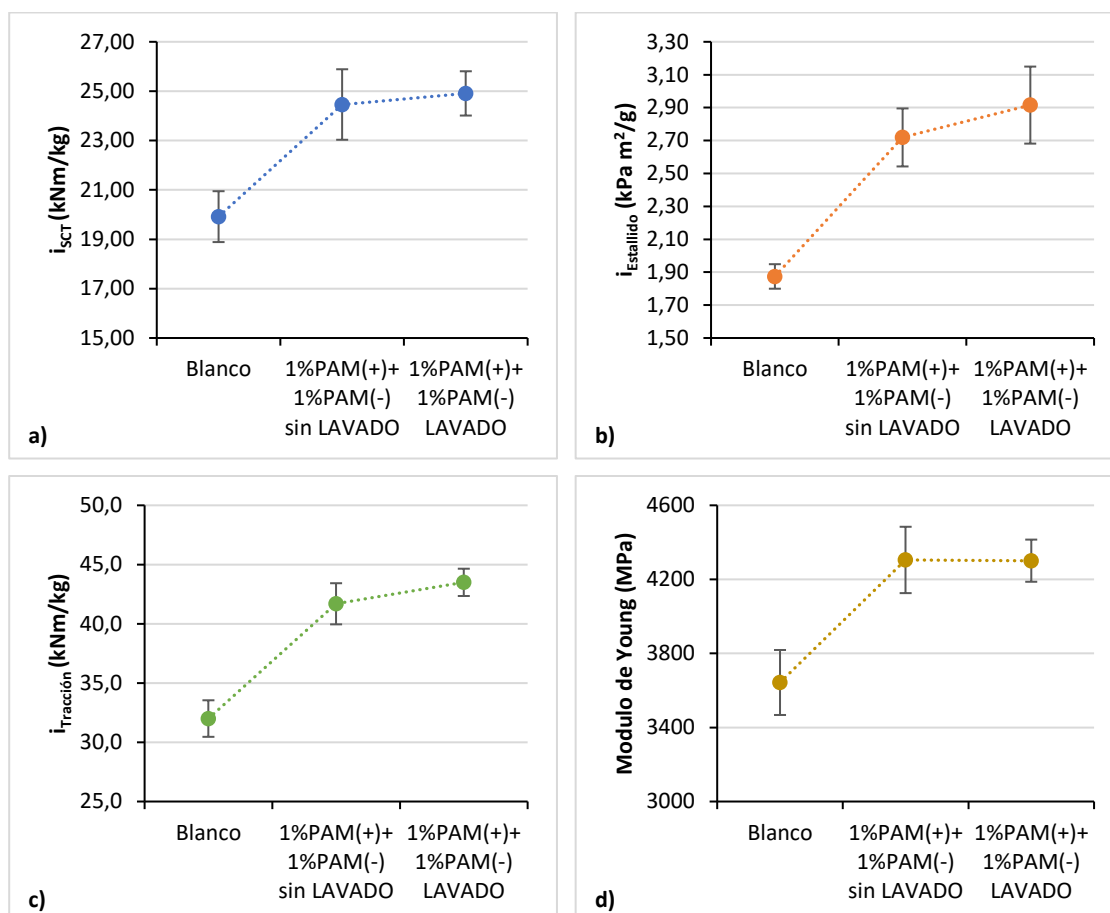 27,00
25,00
23,00
21,00
19,00
17,00
15,00
iSCT (kNm/kg)
Blanco
1%PAM(+)+
1%PAM(-)
sin LAVADO
1%PAM(+)+
1%PAM(-)
LAVADO
a)
3,30
3,10
2,90
2,70
2,50
2,30
2,10
1,90
1,70
1,50
iEstallido (kPa m²/g)
Blanco
1%PAM(+)+
1%PAM(-)
sin LAVADO
1%PAM(+)+
1%PAM(-)
LAVADO
b)
50,0
45,0
40,0
35,0
30,0
25,0
iTracción (kNm/kg)
Blanco
1%PAM(+)+
1%PAM(-)
sin LAVADO
1%PAM(+)+
1%PAM(-)
LAVADO
c)
4600
4200
3800
3400
3000
Modulo de Young (MPa)
Blanco
1%PAM(+)+
1%PAM(-)
sin LAVADO
1%PAM(+)+
1%PAM(-)
LAVADO
d)